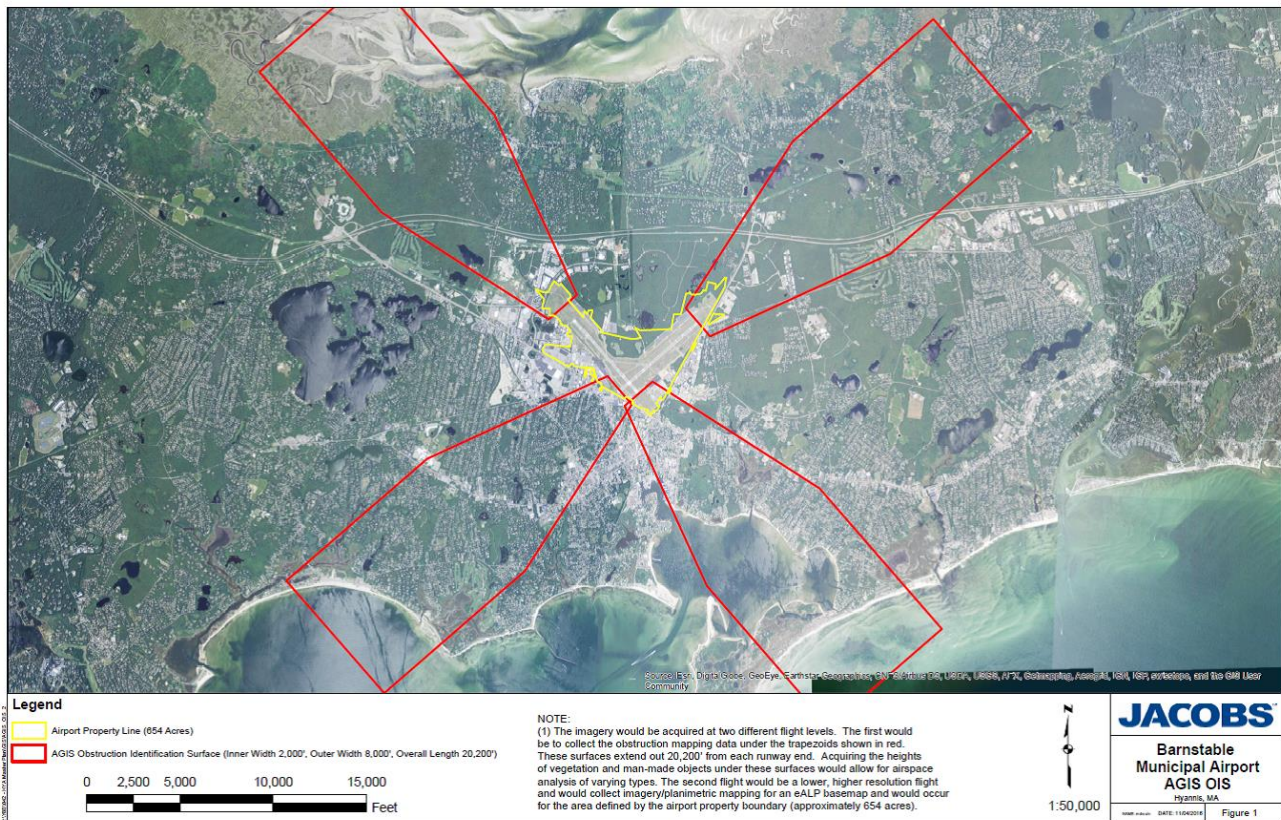 Source: Esri, DigitalGlobe, GeoEye, Earthstar Geographics, CNES/Airbus DS, USDA, USGS, AEX, Getmapping, Aerogrid, IGN, IGP, swisstopo, and the GIS User
Community
Legend
Airport Property Line (654 Acres)
AGIS Obstruction Identification Surface (Inner Width 2,000', Outer Width 8,000', Overall Length 20,200')
0 2,500 5,000 10,000 15,000
Feet
NOTE:
(1) The imagery would be acquired at two different flight levels. The first would
be to collect the obstruction mapping data under the trapezoids shown in red.
These surfaces extend out 20,200' from each runway end. Acquiring the heights
of vegetation and man-made objects under these surfaces would allow for airspace
analysis of varying types. The second flight would be a lower, higher resolution flight
and would collect imagery/planimetric mapping for an eALP basemap and would occur
for the area defined by the airport property boundary (approximately 654 acres).
N
1:50,000
JACOBS
Barnstable
Municipal Airport
AGIS OIS
Hyannis, MA
DATE: 11/04/2016
Figure 1